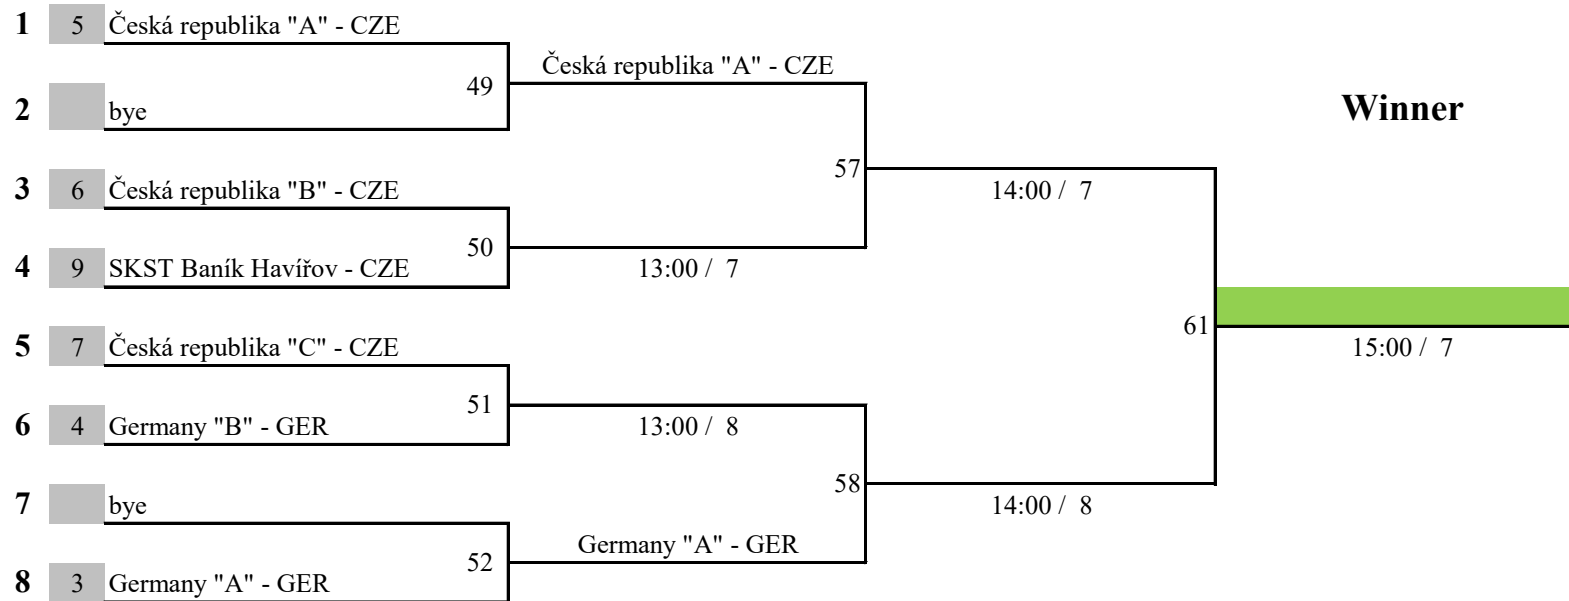 1 5 Česká republika "A" - CZE
Česká republika "A" - CZE
49
2 bye
Winner
57
3 6 Česká republika "B" - CZE
14:00 / 7
50
4 9 SKST Baník Havířov - CZE
13:00 / 7
61
5 7 Česká republika "C" - CZE
15:00 / 7
51
6 4 Germany "B" - GER
13:00 / 8
58
7 bye
14:00 / 8
Germany "A" - GER
52
8 3 Germany "A" - GER